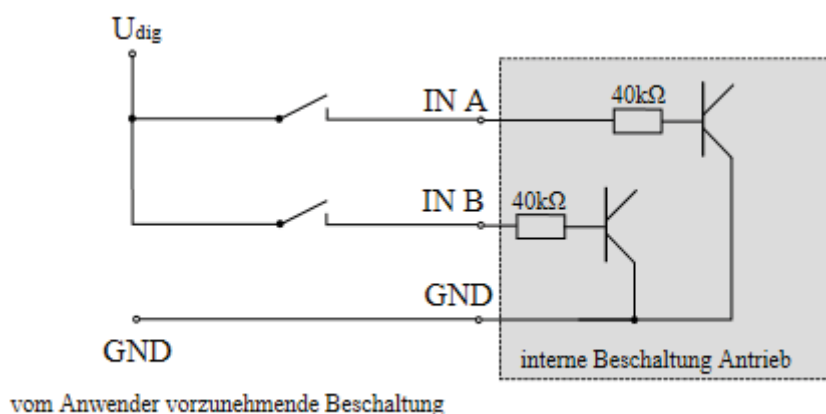 Udig
IN A
40kΩ
IN B
40kΩ
GND
GND
interne Beschaltung Antrieb
vom Anwender vorzunehmende Beschaltung